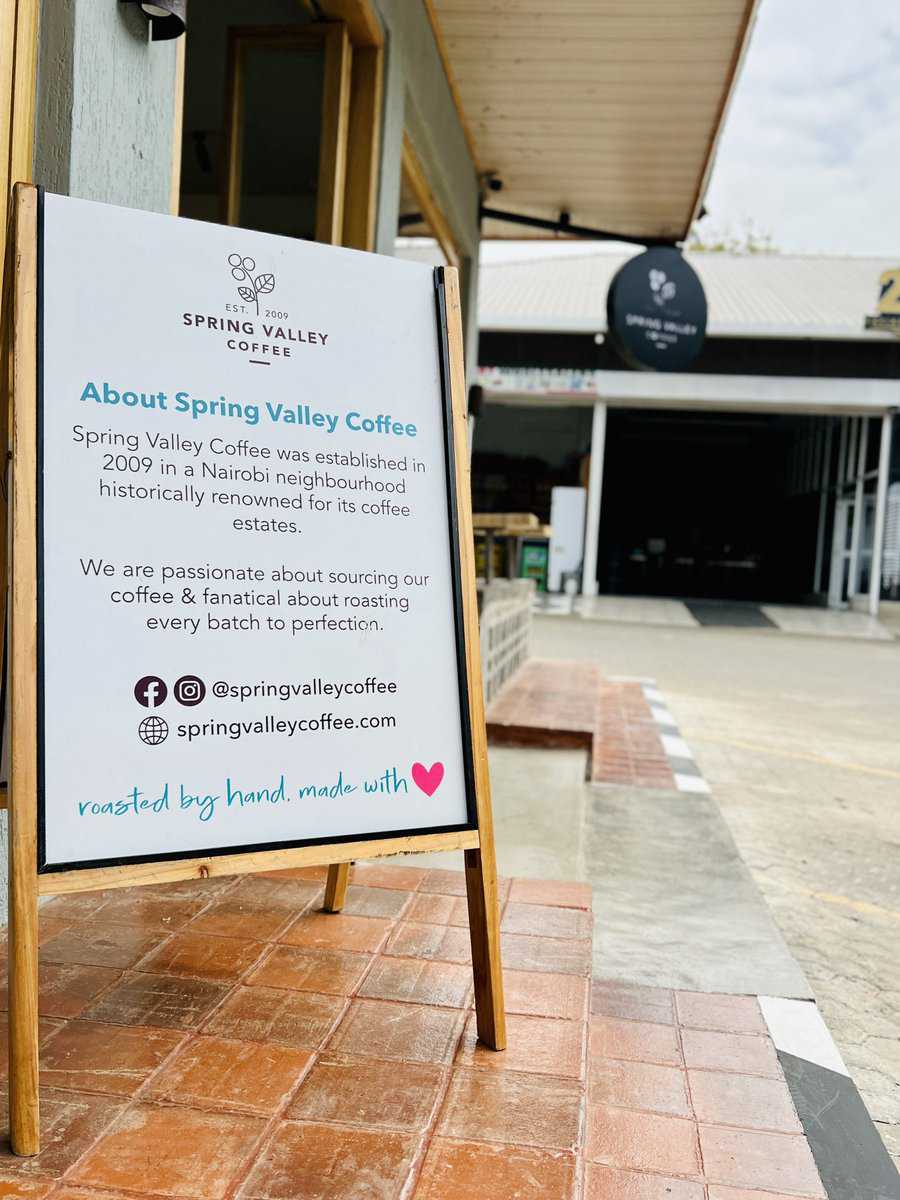 EST. 2009
SPRING VALLEY
COFFEE
About Spring Valley Coffee
Spring Valley Coffee was established in
2009 in a Nairobi neighbourhood
historically renowned for its coffee
estates.
We are passionate about sourcing our
coffee & fanatical about roasting
every batch to perfection.
@springvalleycoffee
springvalleycoffee.com
roasted by hand. made with
SPRING VALLEY
COFFEE
2